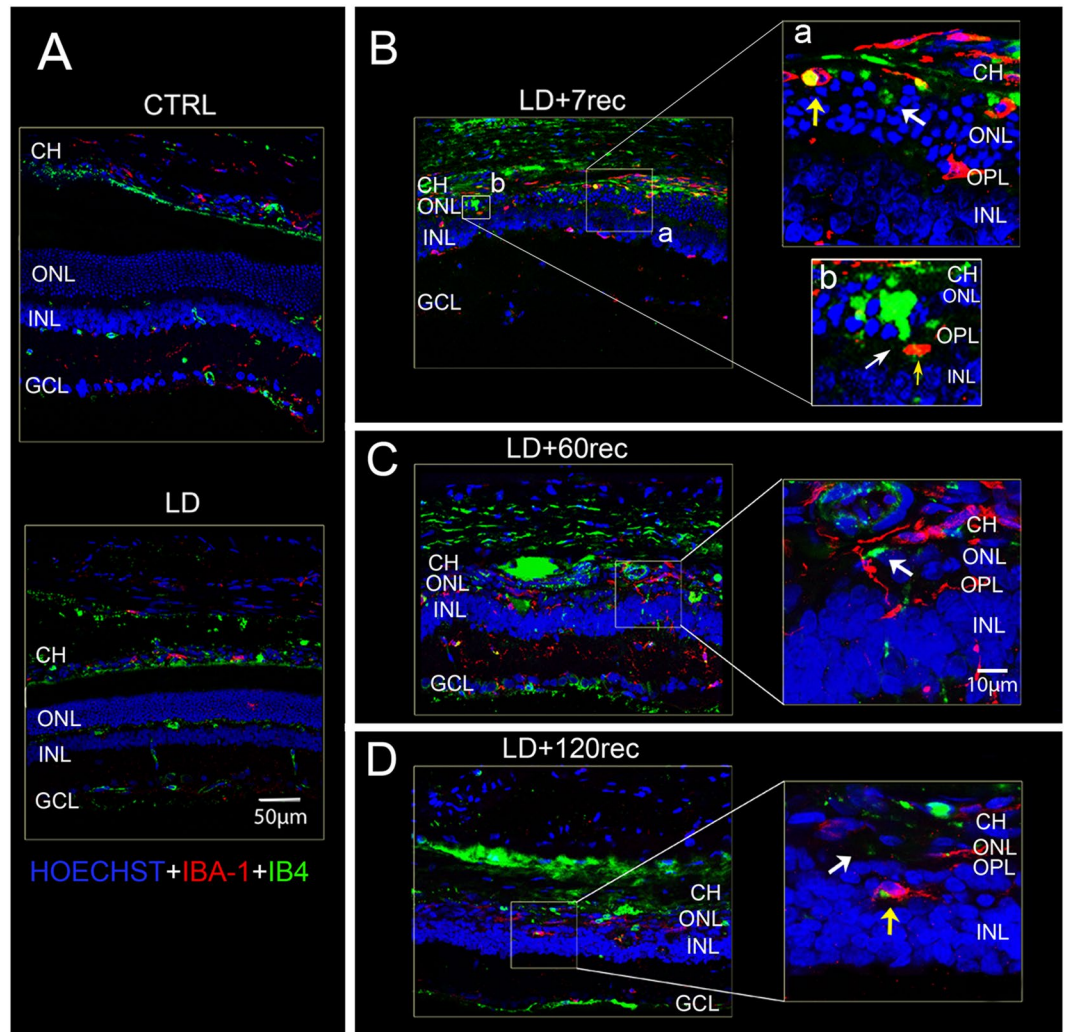 A
CTRL
CH
ONL
INL
GCL
LD
CH
ONL
INL
GCL
50µm
HOECHST+IBA-1+IB4
B
LD+7rec
CH
b
ONL
INL
a
GCL
a
CH
ONL
OPL
INL
b
CH
ONL
OPL
INL
C
LD+60rec
CH
ONL
INL
GCL
CH
ONL
OPL
INL
10µm
D
LD+120rec
CH
ONL
INL
GCL
CH
ONL
OPL
INL